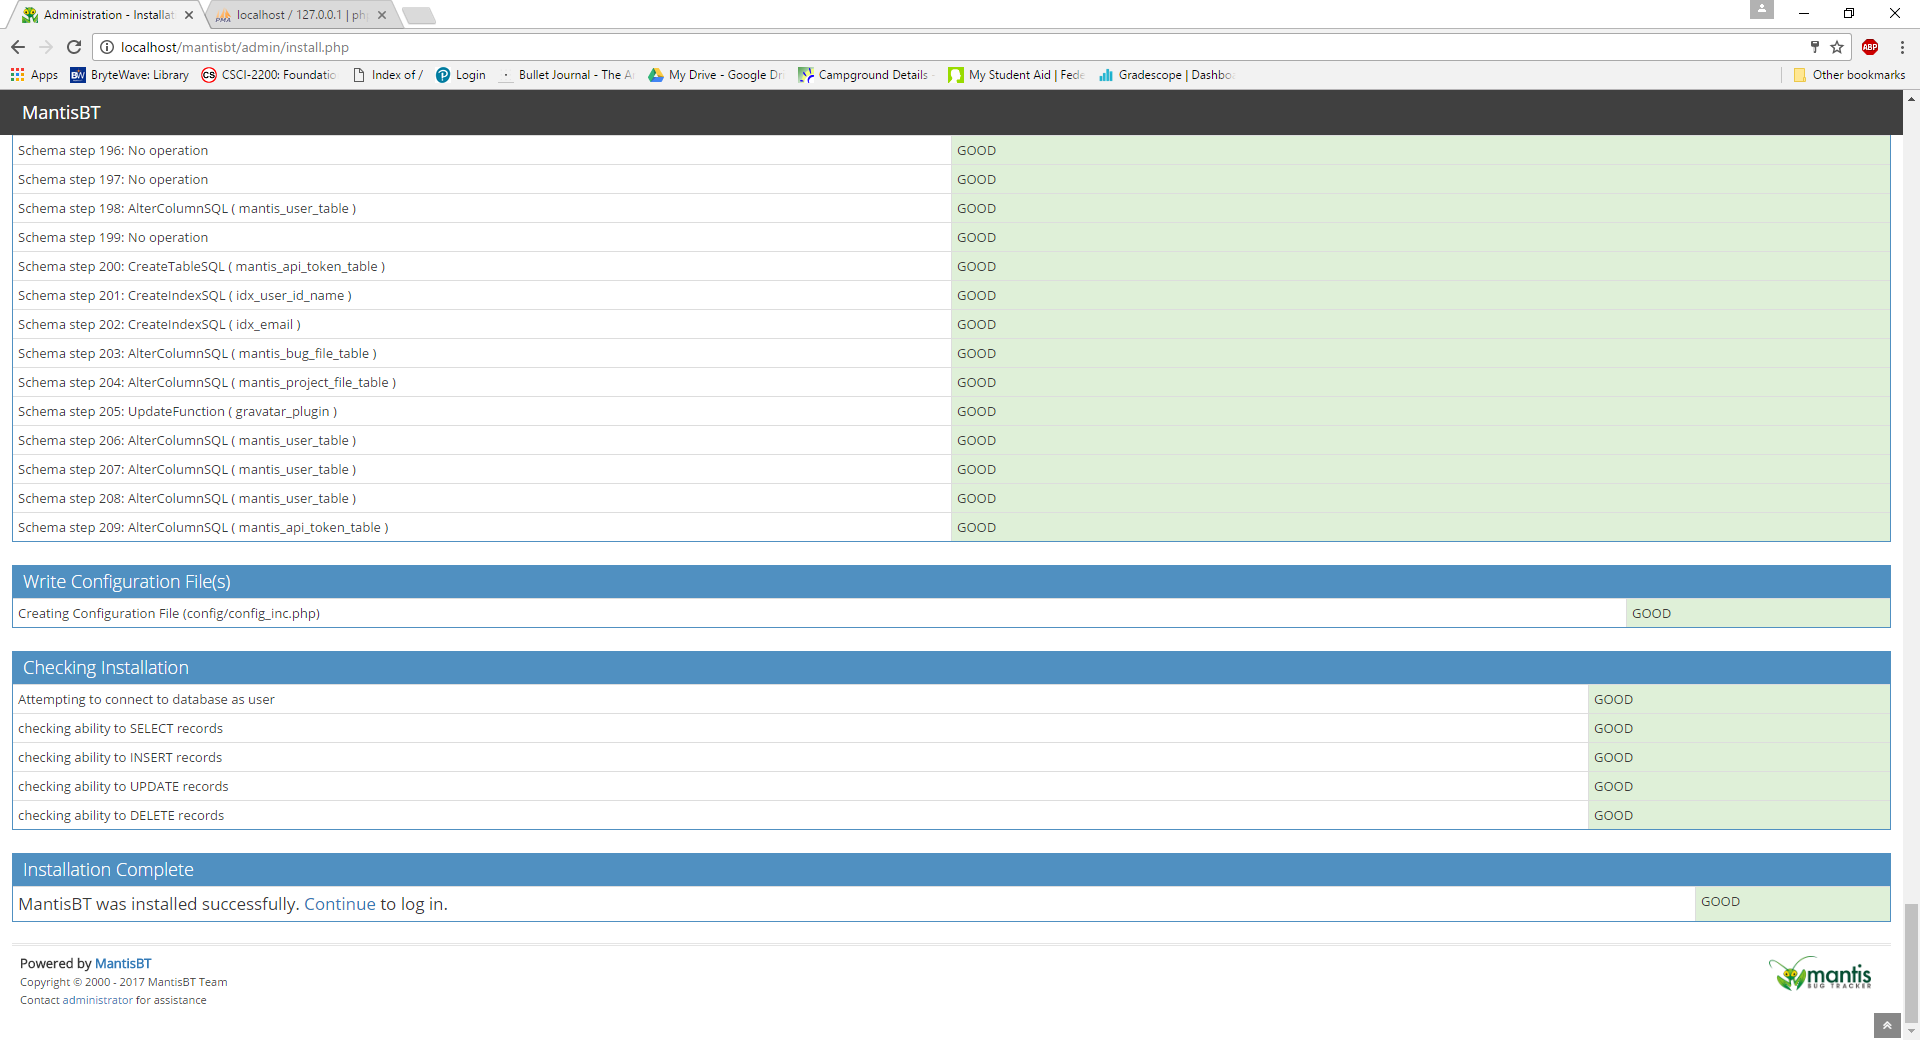 Administration - Installat
localhost / 127.0.0.1 | ph
localhost/mantisbt/admin/install.php
ABP
Apps
BW BryteWave: Library
CS CSCI-2200: Foundatio
Index of /
Login
Bullet Journal - The A
My Drive - Google Dr
Campground Details
My Student Aid | Fede
Gradescope | Dashbo
Other bookmarks
MantisBT
Schema step 196: No operation GOOD
Schema step 197: No operation GOOD
Schema step 198: AlterColumnSQL ( mantis_user_table ) GOOD
Schema step 199: No operation GOOD
Schema step 200: CreateTableSQL ( mantis_api_token_table ) GOOD
Schema step 201: CreateIndexSQL ( idx_user_id_name ) GOOD
Schema step 202: CreateIndexSQL ( idx_email ) GOOD
Schema step 203: AlterColumnSQL ( mantis_bug_file_table ) GOOD
Schema step 204: AlterColumnSQL ( mantis_project_file_table ) GOOD
Schema step 205: UpdateFunction ( gravatar_plugin ) GOOD
Schema step 206: AlterColumnSQL ( mantis_user_table ) GOOD
Schema step 207: AlterColumnSQL ( mantis_user_table ) GOOD
Schema step 208: AlterColumnSQL ( mantis_user_table ) GOOD
Schema step 209: AlterColumnSQL ( mantis_api_token_table ) GOOD
Write Configuration File(s)
Creating Configuration File (config/config_inc.php) GOOD
Checking Installation
Attempting to connect to database as user GOOD
checking ability to SELECT records GOOD
checking ability to INSERT records GOOD
checking ability to UPDATE records GOOD
checking ability to DELETE records GOOD
Installation Complete
MantisBT was installed successfully. Continue to log in. GOOD
Powered by MantisBT
Copyright © 2000 - 2017 MantisBT Team
Contact administrator for assistance
mantis
BUG TRACKER